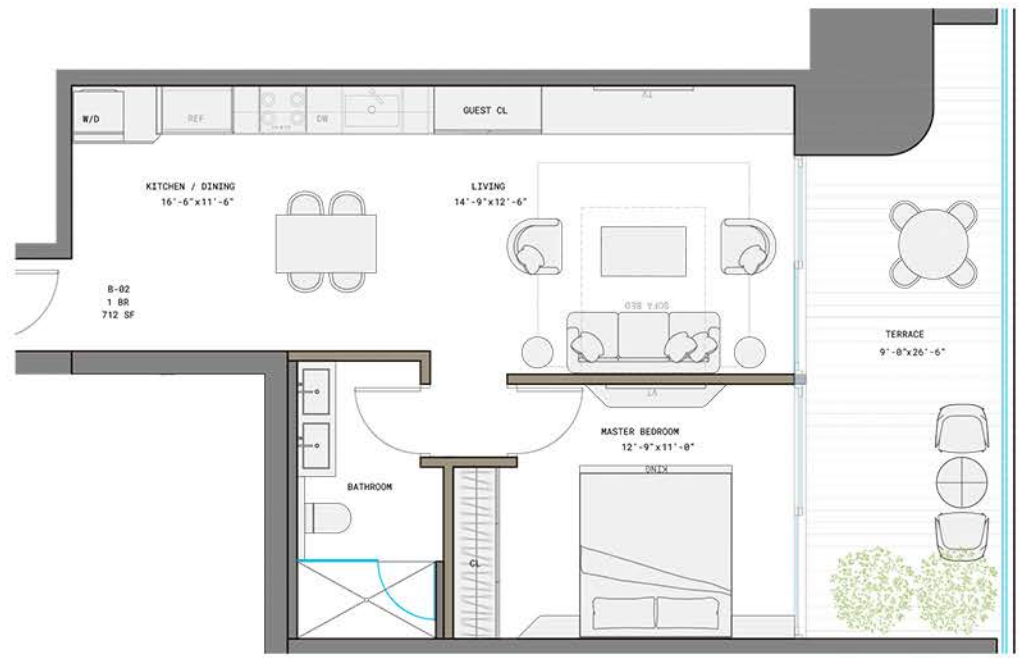 W/D
REF
DW
GUEST CL
TV
KITCHEN / DINING
16'-6"x11'-6"
LIVING
14'-9"x12'-6"
B-02
1 BR
712 SF
SOFA BED
TERRACE
9'-0"x26'-6"
TV
MASTER BEDROOM
12'-9"x11'-0"
KING
BATHROOM
CL